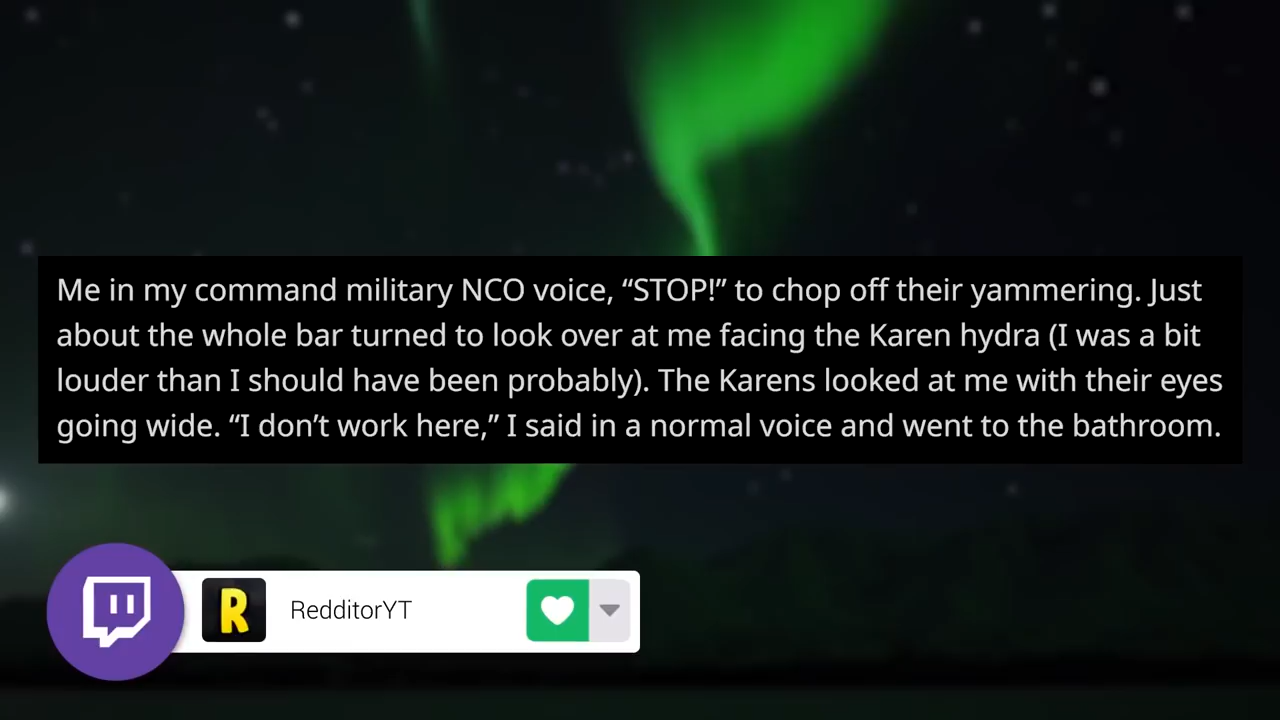 Me in my command military NCO voice, “STOP!” to chop off their yammering. Just
about the whole bar turned to look over at me facing the Karen hydra (I was a bit
louder than I should have been probably). The Karens looked at me with their eyes
going wide. “I don’t work here,” I said in a normal voice and went to the bathroom.
R
RedditorYT